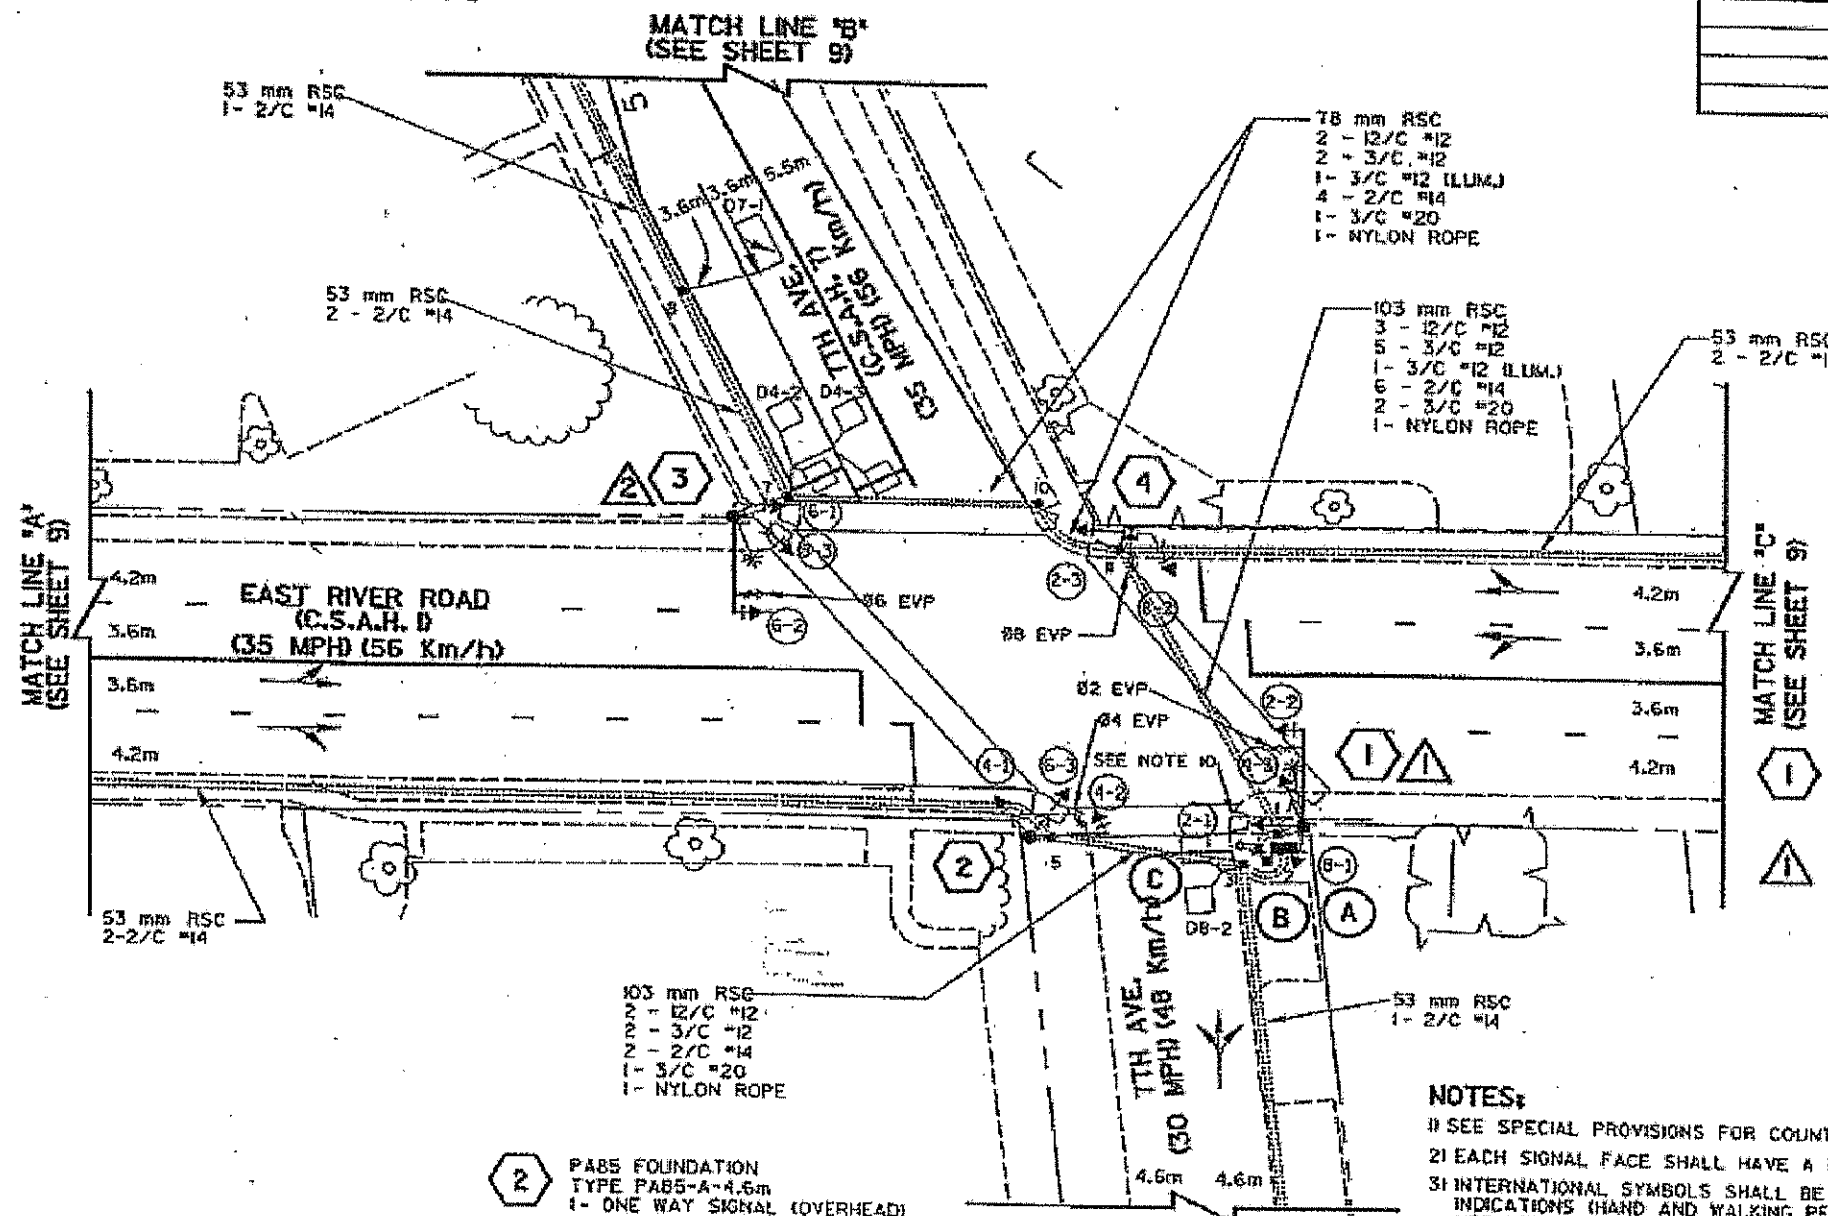 MATCH LINE "B"
(SEE SHEET 9)
53 mm RSC
1- 2/C #14
78 mm RSC
2 - 12/C #12
2 - 3/C #12
1- 3/C #12 (LUM.)
4 - 2/C #14
1- 3/C #20
1- NYLON ROPE
5
3.6m
3.6m
5.5m
D7-1
7TH AVE.
(C.S.A.H. 7)
(35 MPH) (56 Km/h)
53 mm RSC
2 - 2/C #14
103 mm RSC
3 - 12/C #12
5 - 3/C #12
1- 3/C #12 (LUM.)
6 - 2/C #14
2 - 3/C #20
1- NYLON ROPE
53 mm RSC
2 - 2/C #1
D4-2
D4-3
2
3
7
10
4
6-1
8-3
2-3
8-2
MATCH LINE "A"
(SEE SHEET 9)
4.2m
3.6m
3.6m
4.2m
EAST RIVER ROAD
(C.S.A.H. 1)
(35 MPH) (56 Km/h)
Ø6 EVP
6-2
Ø8 EVP
4.2m
3.6m
3.6m
4.2m
MATCH LINE "C"
(SEE SHEET 9)
Ø2 EVP
2-2
Ø4 EVP
SEE NOTE 10
4-1
6-3
4-2
2-1
8-1
1
1
1
1
2
5
C
B
A
D8-2
53 mm RSC
2-2/C #14
103 mm RSC
2 - 12/C #12
2 - 3/C #12
2 - 2/C #14
1- 3/C #20
1- NYLON ROPE
7TH AVE.
(30 MPH) (48 Km/h)
53 mm RSC
1- 2/C #14
4.6m
4.6m
2
PA85 FOUNDATION
TYPE PA85-A-4.6m
1- ONE WAY SIGNAL (OVERHEAD)
NOTES:
1) SEE SPECIAL PROVISIONS FOR COUNT
2) EACH SIGNAL FACE SHALL HAVE A
3) INTERNATIONAL SYMBOLS SHALL BE
INDICATIONS (HAND AND WALKING PE